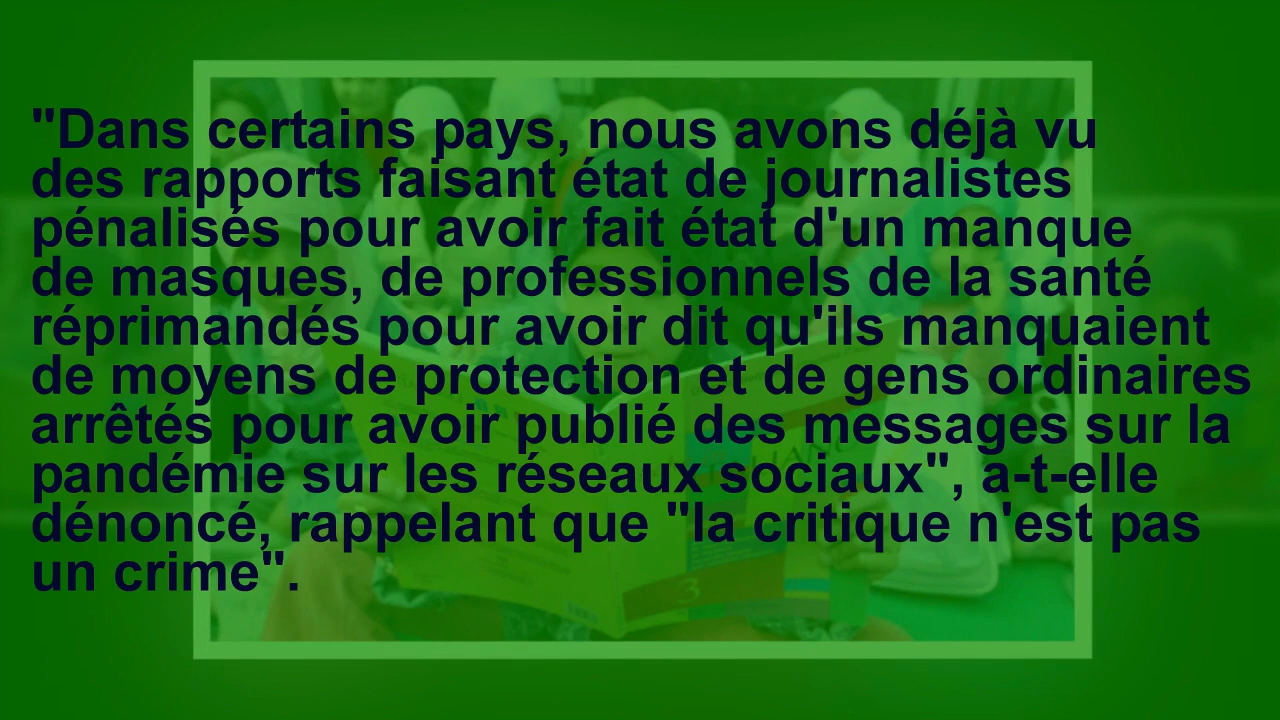 "Dans certains pays, nous avons déjà vu
des rapports faisant état de journalistes
pénalisés pour avoir fait état d'un manque
de masques, de professionnels de la santé
réprimandés pour avoir dit qu'ils manquaient
de moyens de protection et de gens ordinaires
arrêtés pour avoir publié des messages sur la
pandémie sur les réseaux sociaux", a-t-elle
dénoncé, rappelant que "la critique n'est pas
un crime".
3